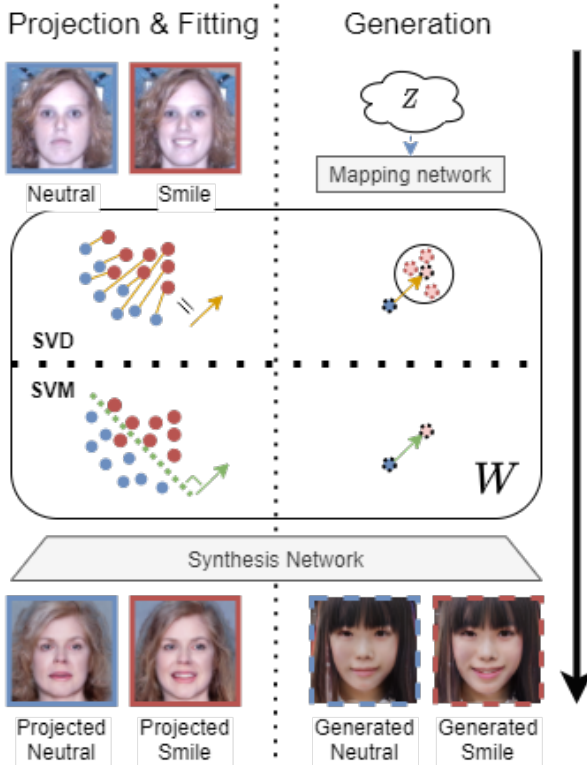 Projection & Fitting
Generation
Z
Mapping network
Neutral
Smile
SVD
SVM
W
Synthesis Network
Projected
Neutral
Projected
Smile
Generated
Neutral
Generated
Smile